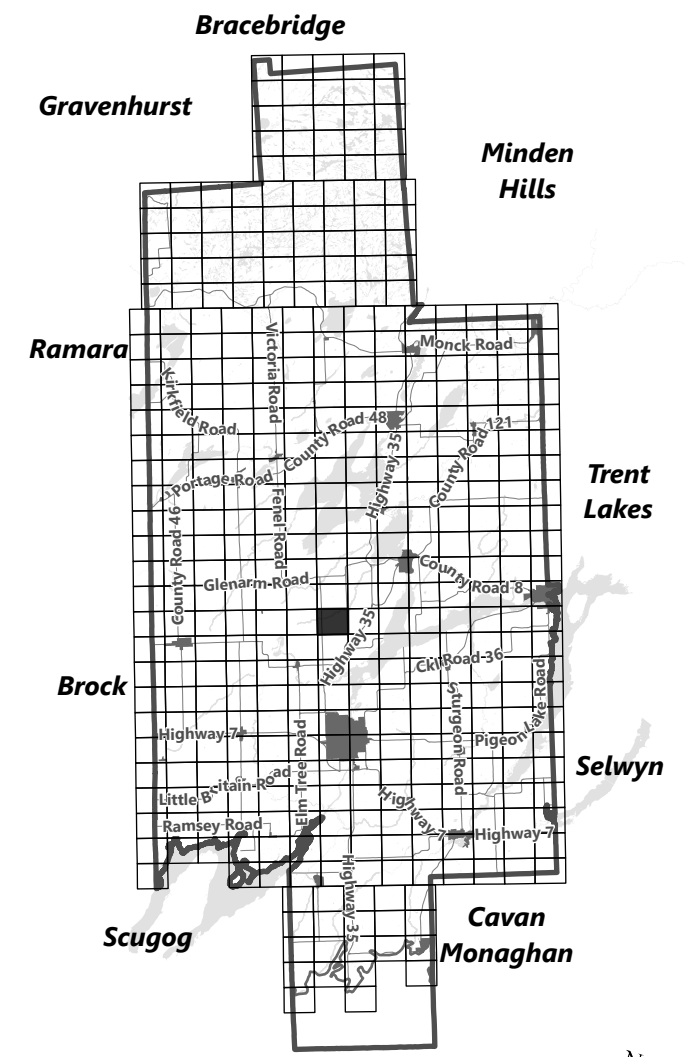 Bracebridge
Gravenhurst
Minden
Hills
Ramara
Victoria Road
Monck Road
Kirkfield Road
County Road 48
Highway 35
County Road 121
Portage Road
Trent
Lakes
County Road 46
Fenel Road
Glenarm Road
County Road 8
Highway 35
Ckl Road 36
Brock
Sturgeon Road
Pigeon Lake Road
Highway 7
Elm Tree Road
Selwyn
Little Britain Road
Highway 7
Highway 7
Ramsey Road
Highway 35
Scugog
Cavan
Monaghan